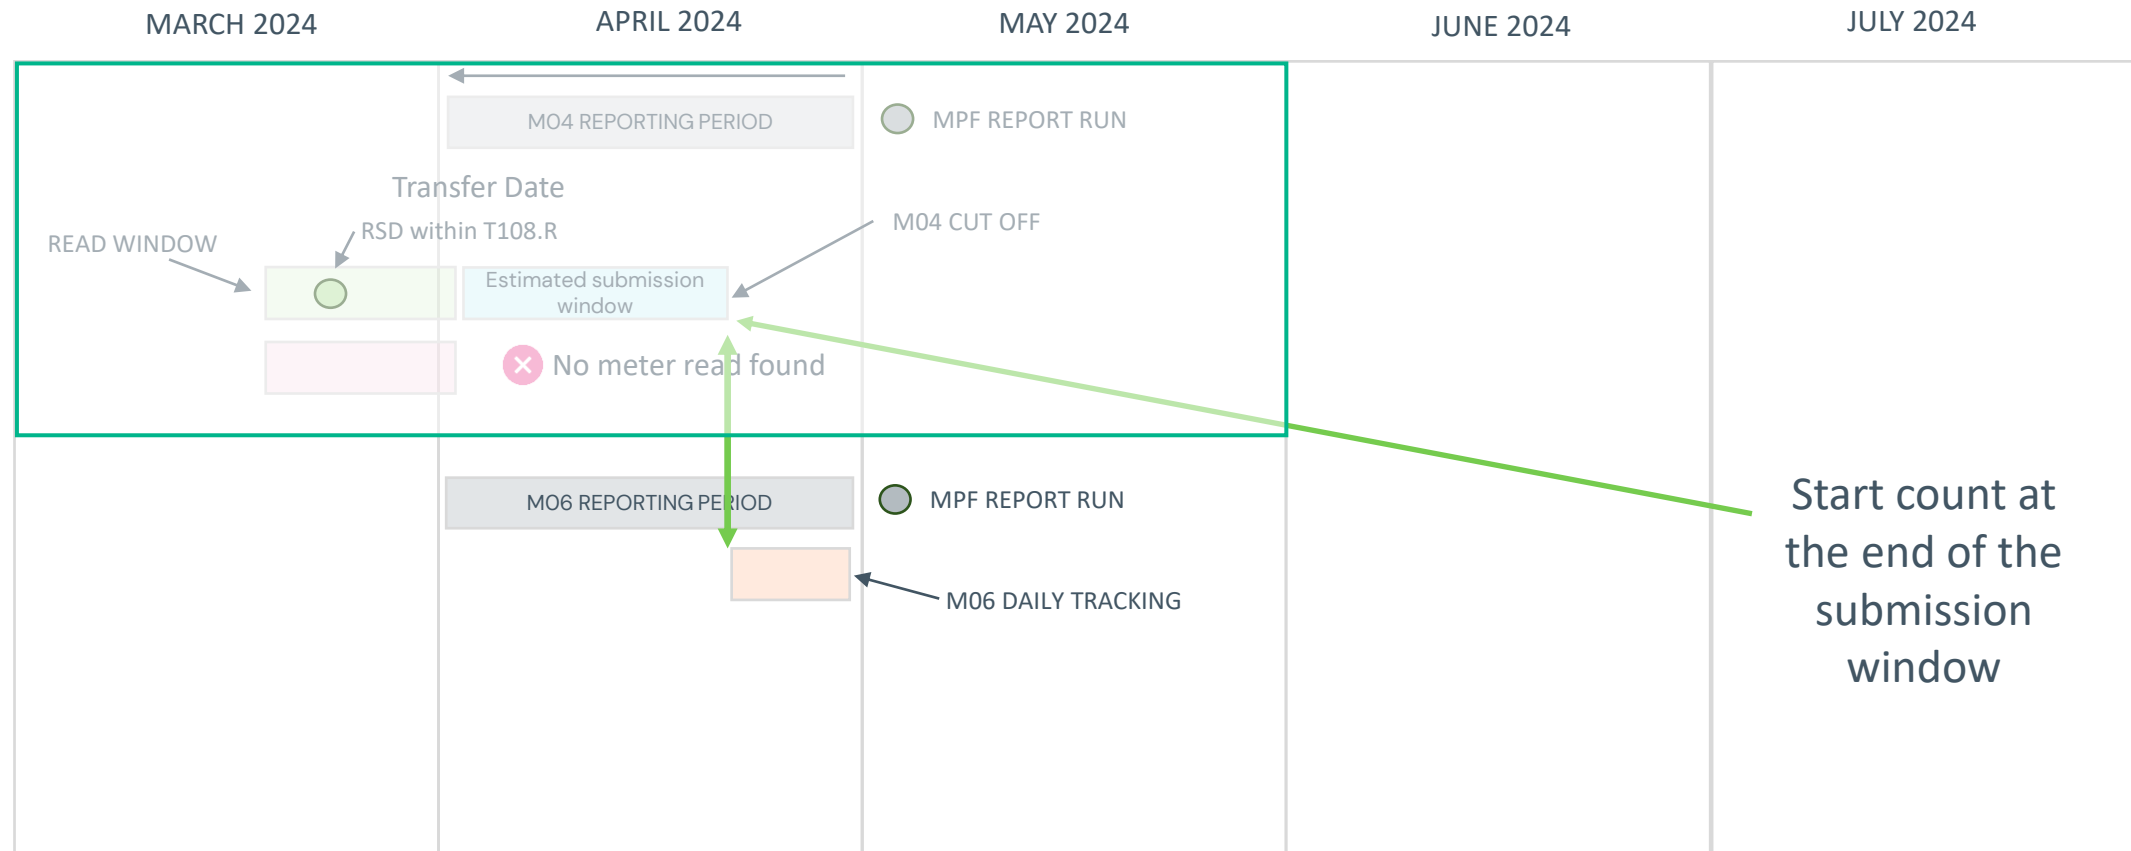 MARCH 2024
APRIL 2024
MAY 2024
JUNE 2024
JULY 2024
M04 REPORTING PERIOD
MPF REPORT RUN
Transfer Date
RSD within T108.R
M04 CUT OFF
READ WINDOW
Estimated submission
window
No meter read found
M06 REPORTING PERIOD
MPF REPORT RUN
M06 DAILY TRACKING
Start count at
the end of the
submission
window